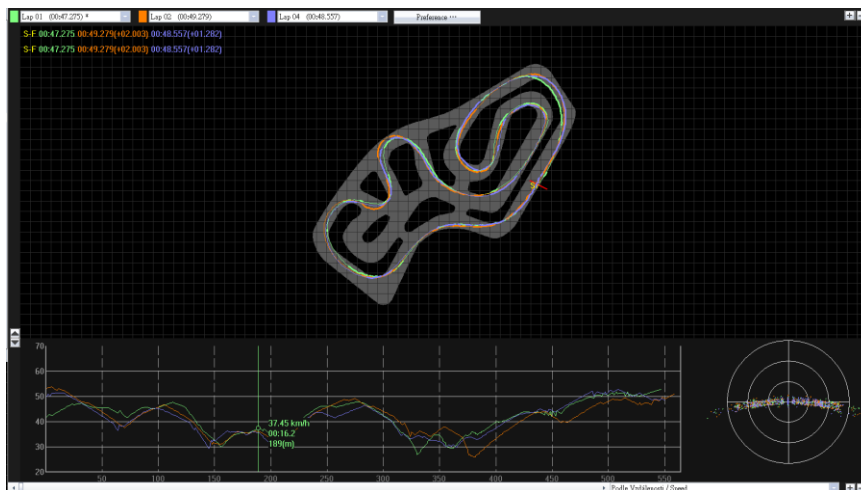 Lap 01 (00:47.275) * Lap 02 (00:49.279) Lap 04 (00:48.557) Preference ...
S-F 00:47.275 00:49.279(+02.003) 00:48.557(+01.282)
S-F 00:47.275 00:49.279(+02.003) 00:48.557(+01.282)
70
60
50
40
30
20
37.45 km/h
00:16.2
189(m)
50 100 150 200 250 300 350 400 450 500 550
Podle Vzdálenosti / Speed